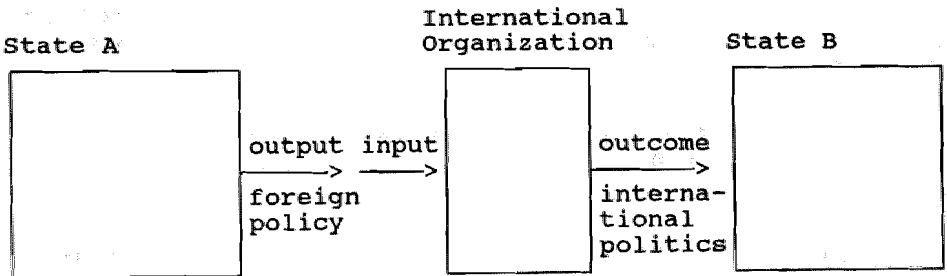 International
Organization
State A
State B
output input
outcome
foreign
policy
interna-
tional
politics